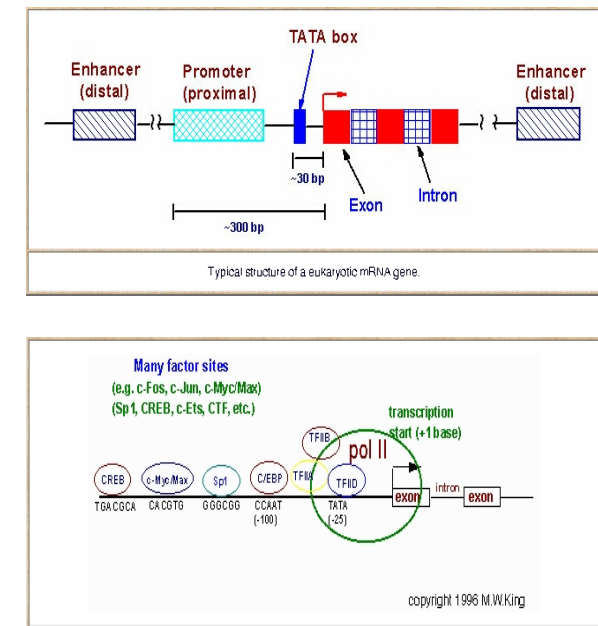 TATA box
Enhancer
(distal)
Promoter
(proximal)
Enhancer
(distal)
~30 bp
Exon
Intron
~300 bp
Typical structure of a eukaryotic mRNA gene.
Many factor sites
(e.g. c-Fos, c-Jun, c-Myc/Max)
(Sp1, CREB, c-Ets, CTF, etc.)
transcription
start (+1 base)
TFIIB
pol II
CREB
c-Myc/Max
Sp1
C/EBP
TFIIA
TFIID
exon
intron
exon
TGACGCA
CACGTG
GGGCGG
CCAAT
(-100)
TATA
(-25)
copyright 1996 M.W.King